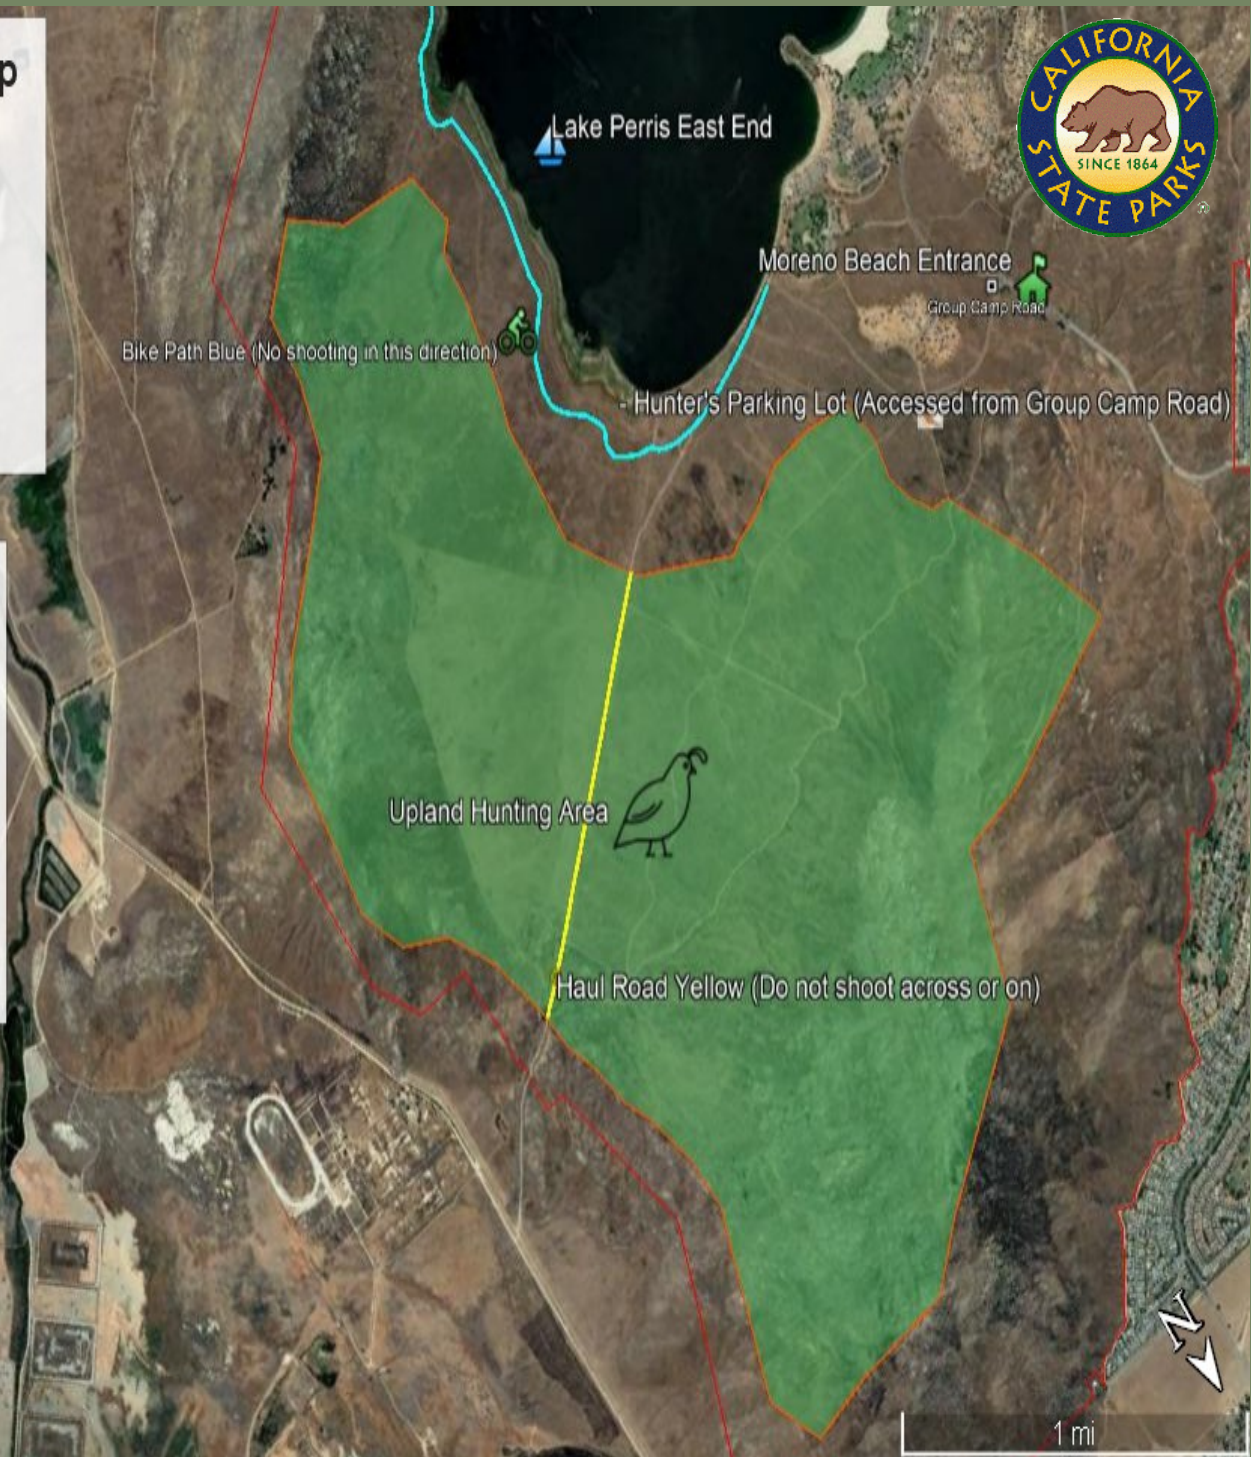 p
CALIFORNIA
STATE PARKS
SINCE 1864
Lake Perris East End
Moreno Beach Entrance
Group Camp Road
Bike Path Blue (No shooting in this direction)
- Hunter's Parking Lot (Accessed from Group Camp Road)
Upland Hunting Area
Haul Road Yellow (Do not shoot across or on)
N
1 mi